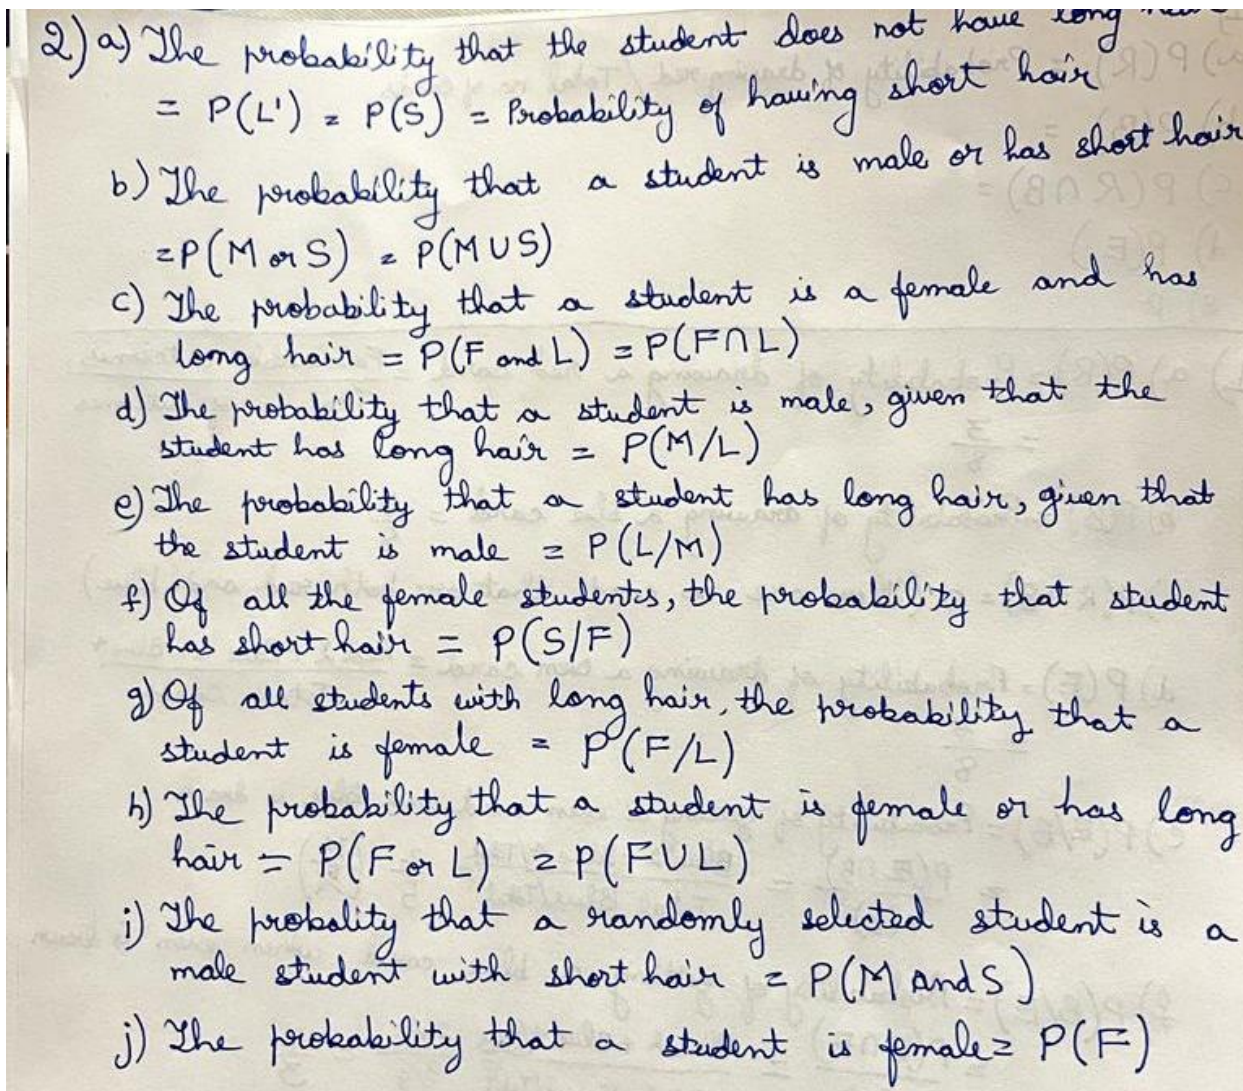 2) a) The probability that the student does not have long
= P(L') = P(S) = Probability of having short hair
b) The probability that a student is male or has short hair
= P(M or S) = P(M∪S)
c) The probability that a student is a female and has
long hair = P(F and L) = P(F∩L)
d) The probability that a student is male, given that the
student has long hair = P(M/L)
e) The probability that a student has long hair, given that
the student is male = P(L/M)
f) Of all the female students, the probability that student
has short hair = P(S/F)
g) Of all students with long hair, the probability that a
student is female = P(F/L)
h) The probability that a student is female or has long
hair = P(F or L) = P(F∪L)
i) The probality that a randomly selected student is a
male student with short hair = P(M And S)
j) The probability that a student is female = P(F)